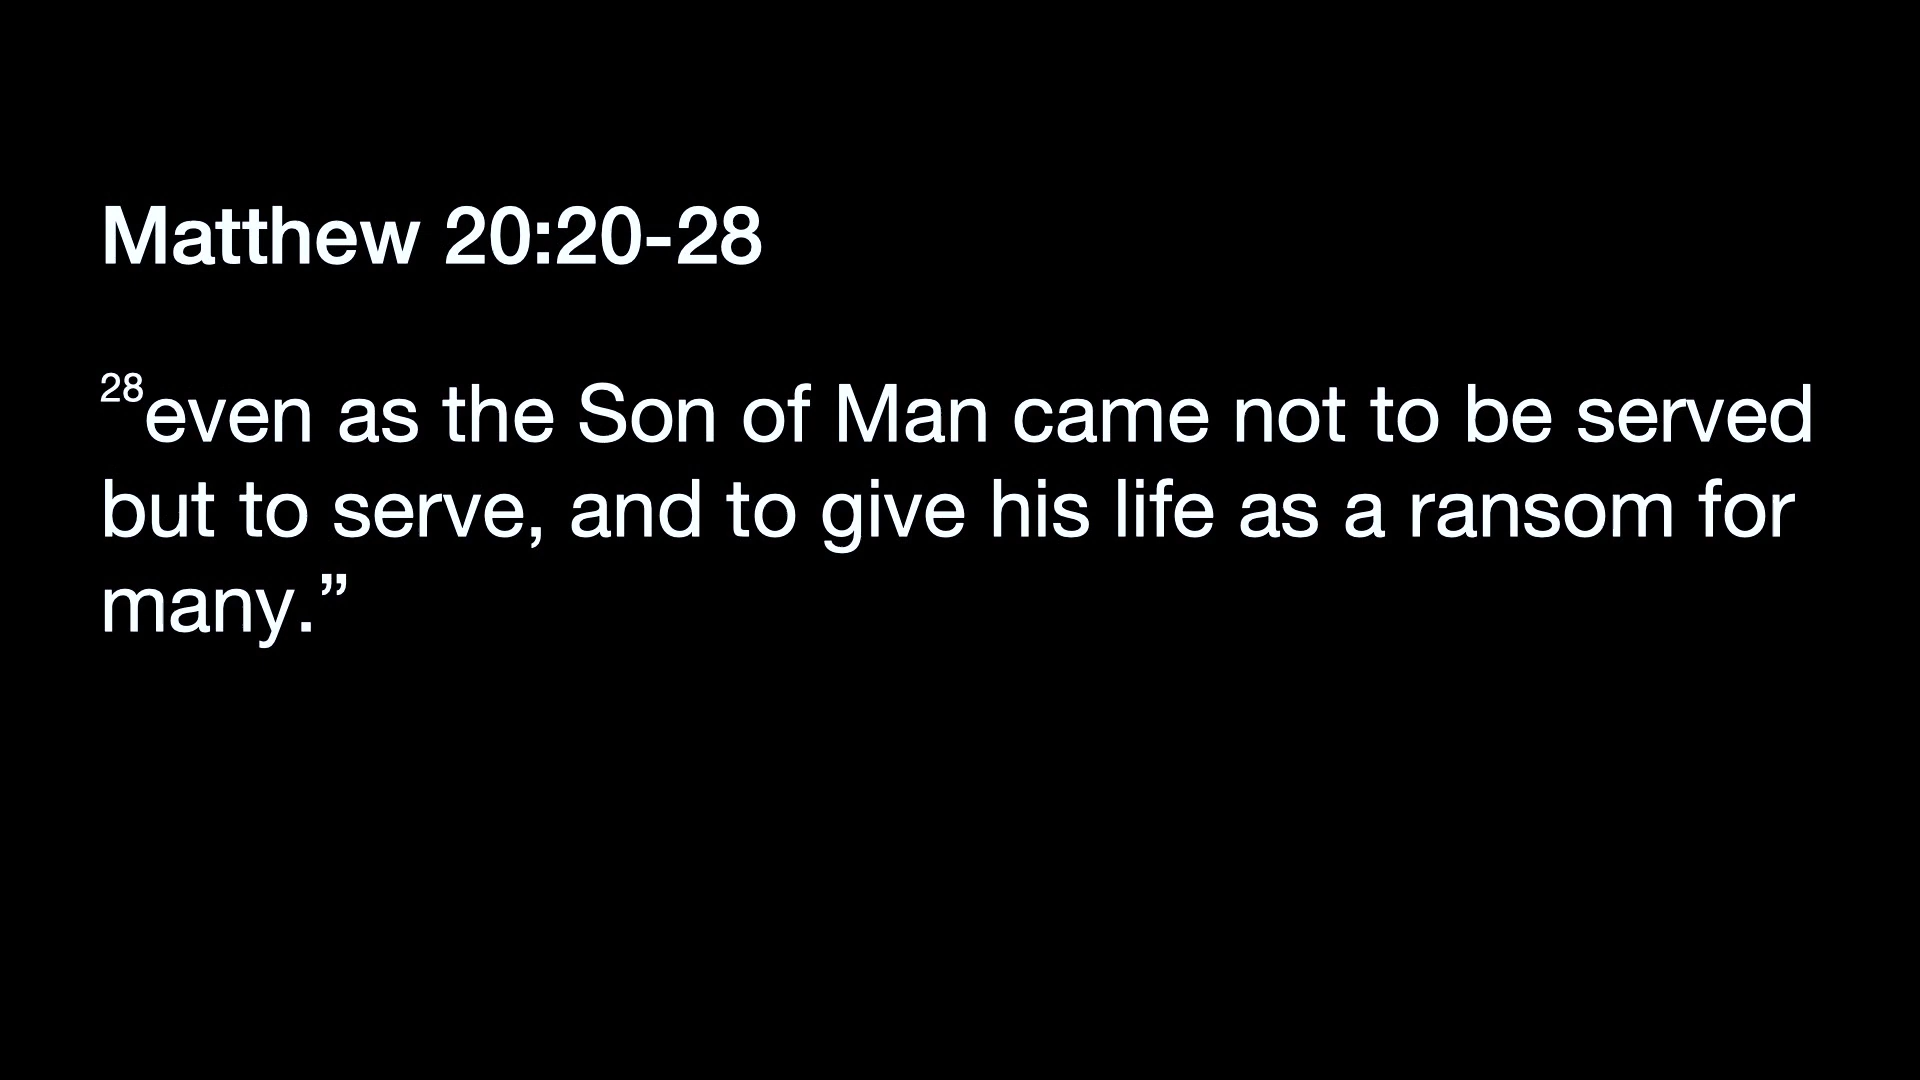 Matthew 20:20-28
28even as the Son of Man came not to be served
but to serve, and to give his life as a ransom for
many.”